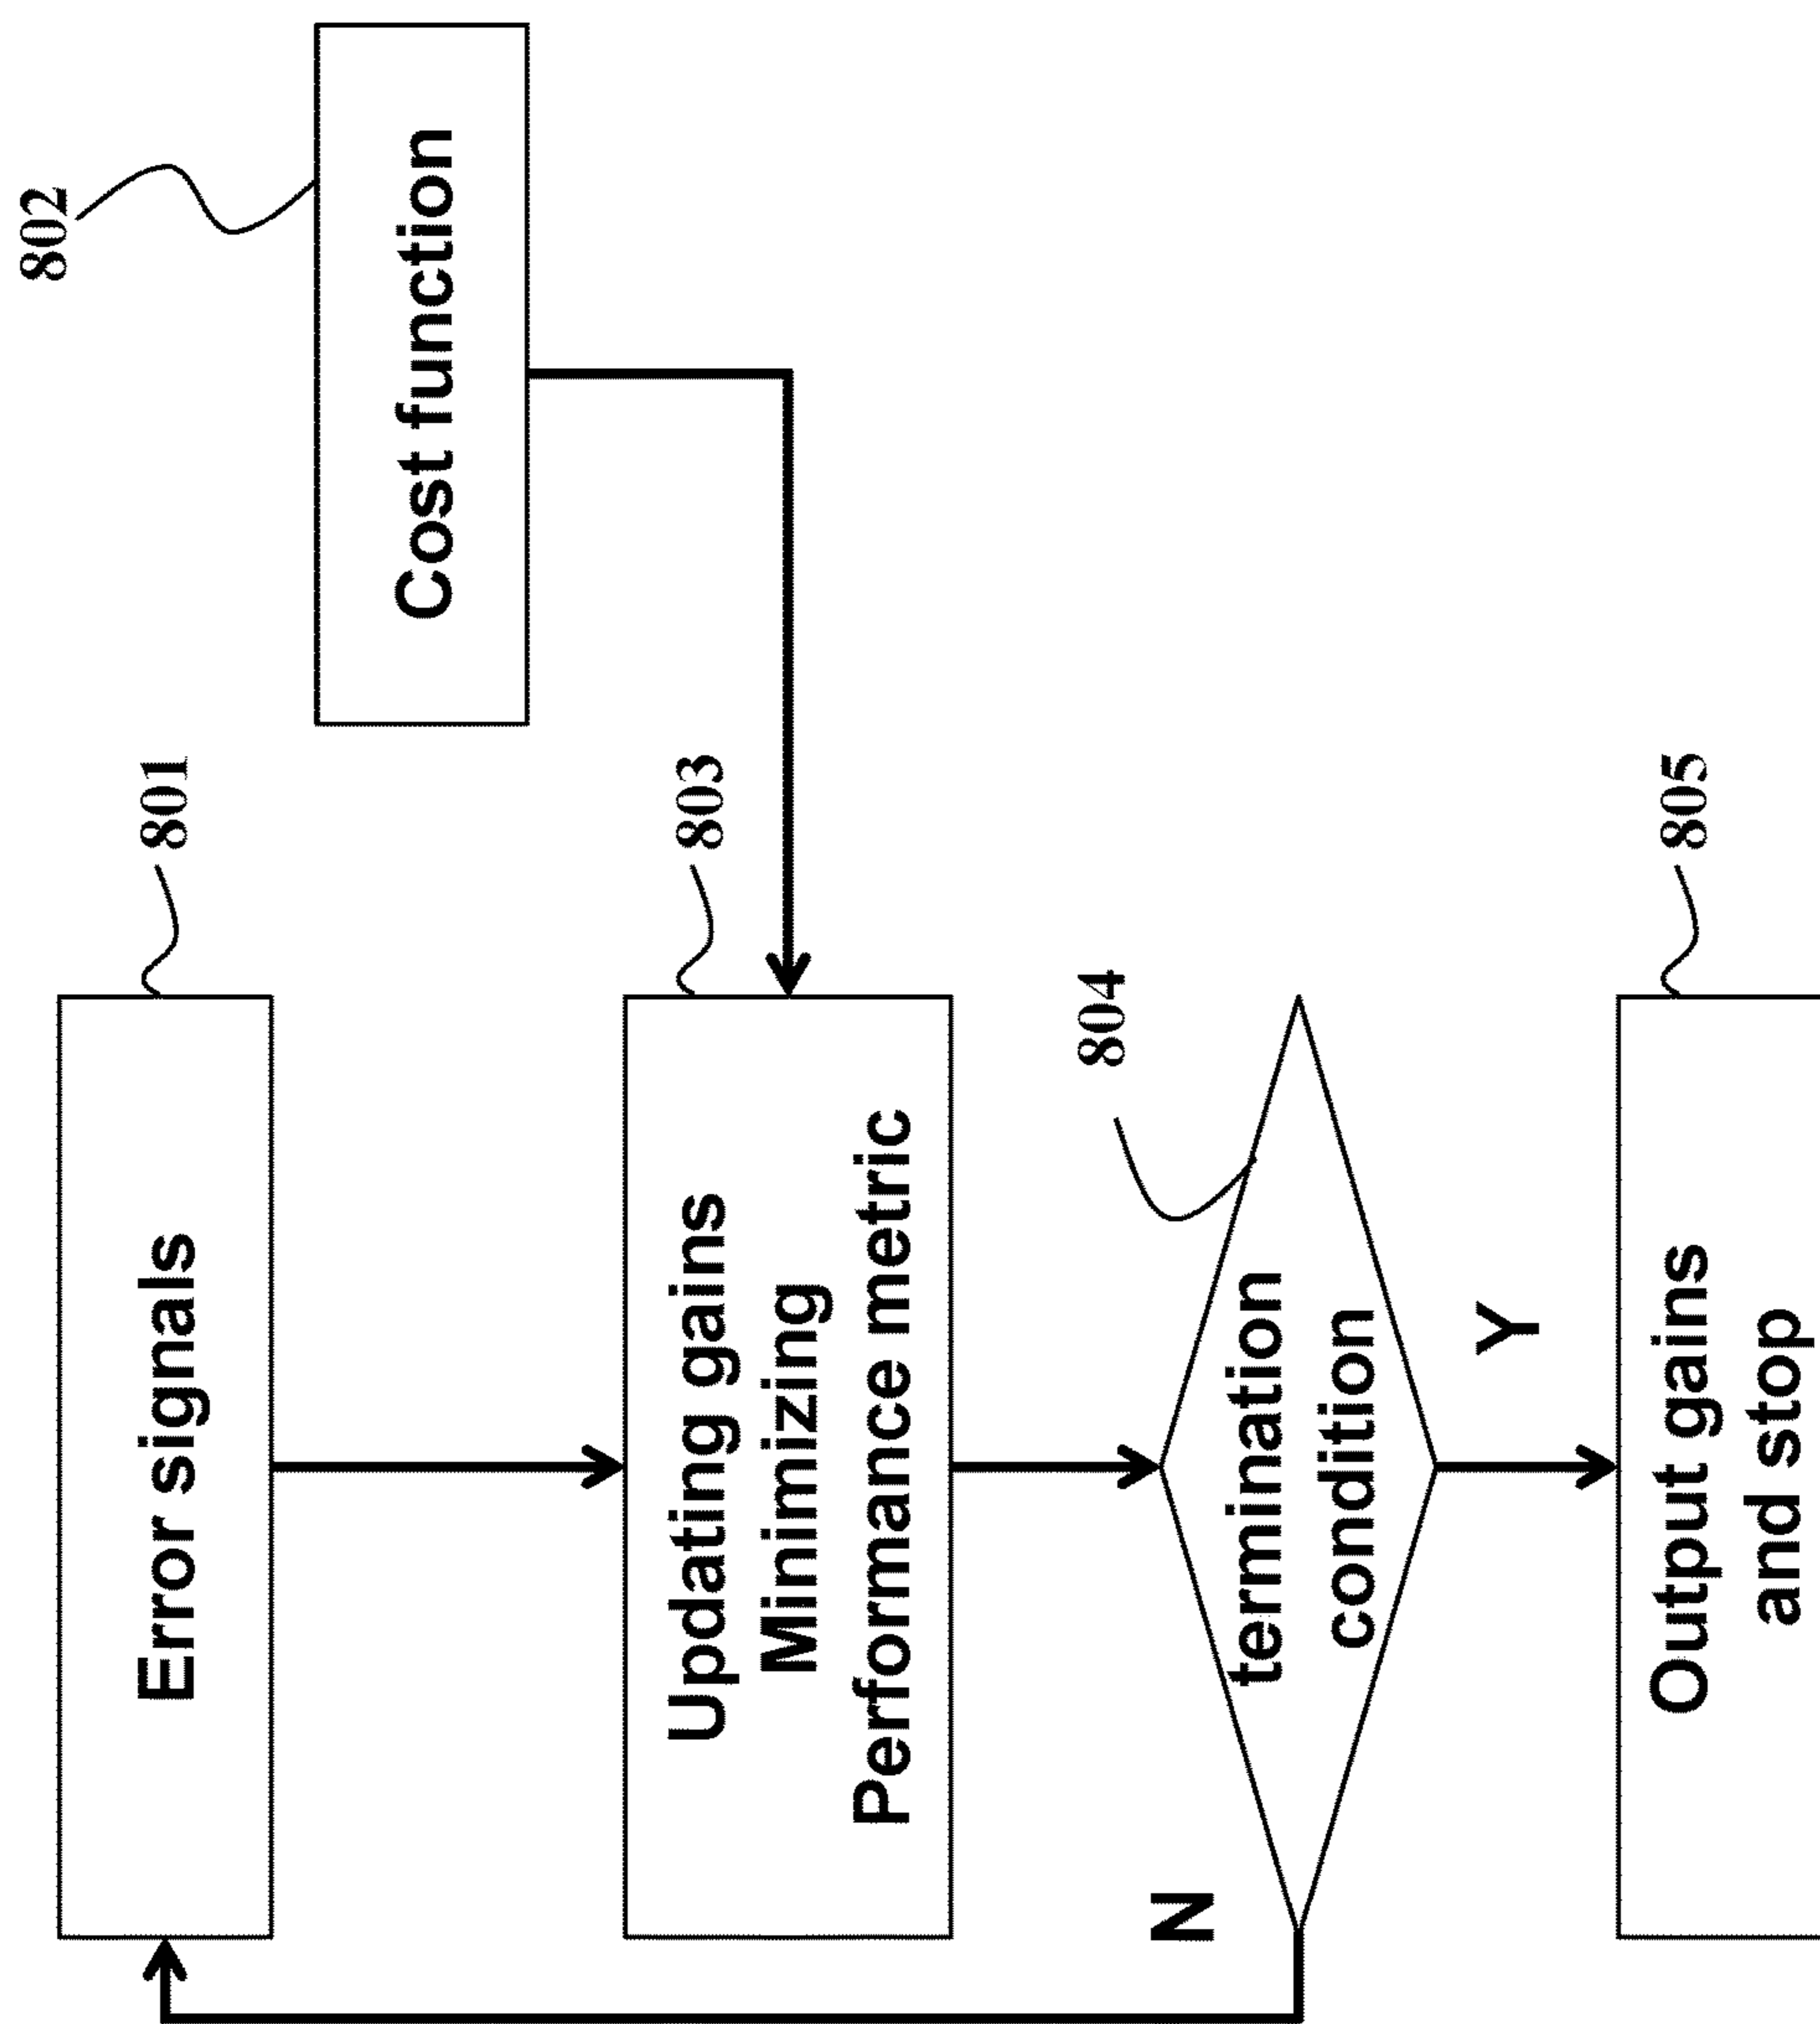 Error signals
801
Cost function
802
Updating gains
Minimizing
Performance metric
803
termination
condition
804
N
Y
Output gains
and stop
805